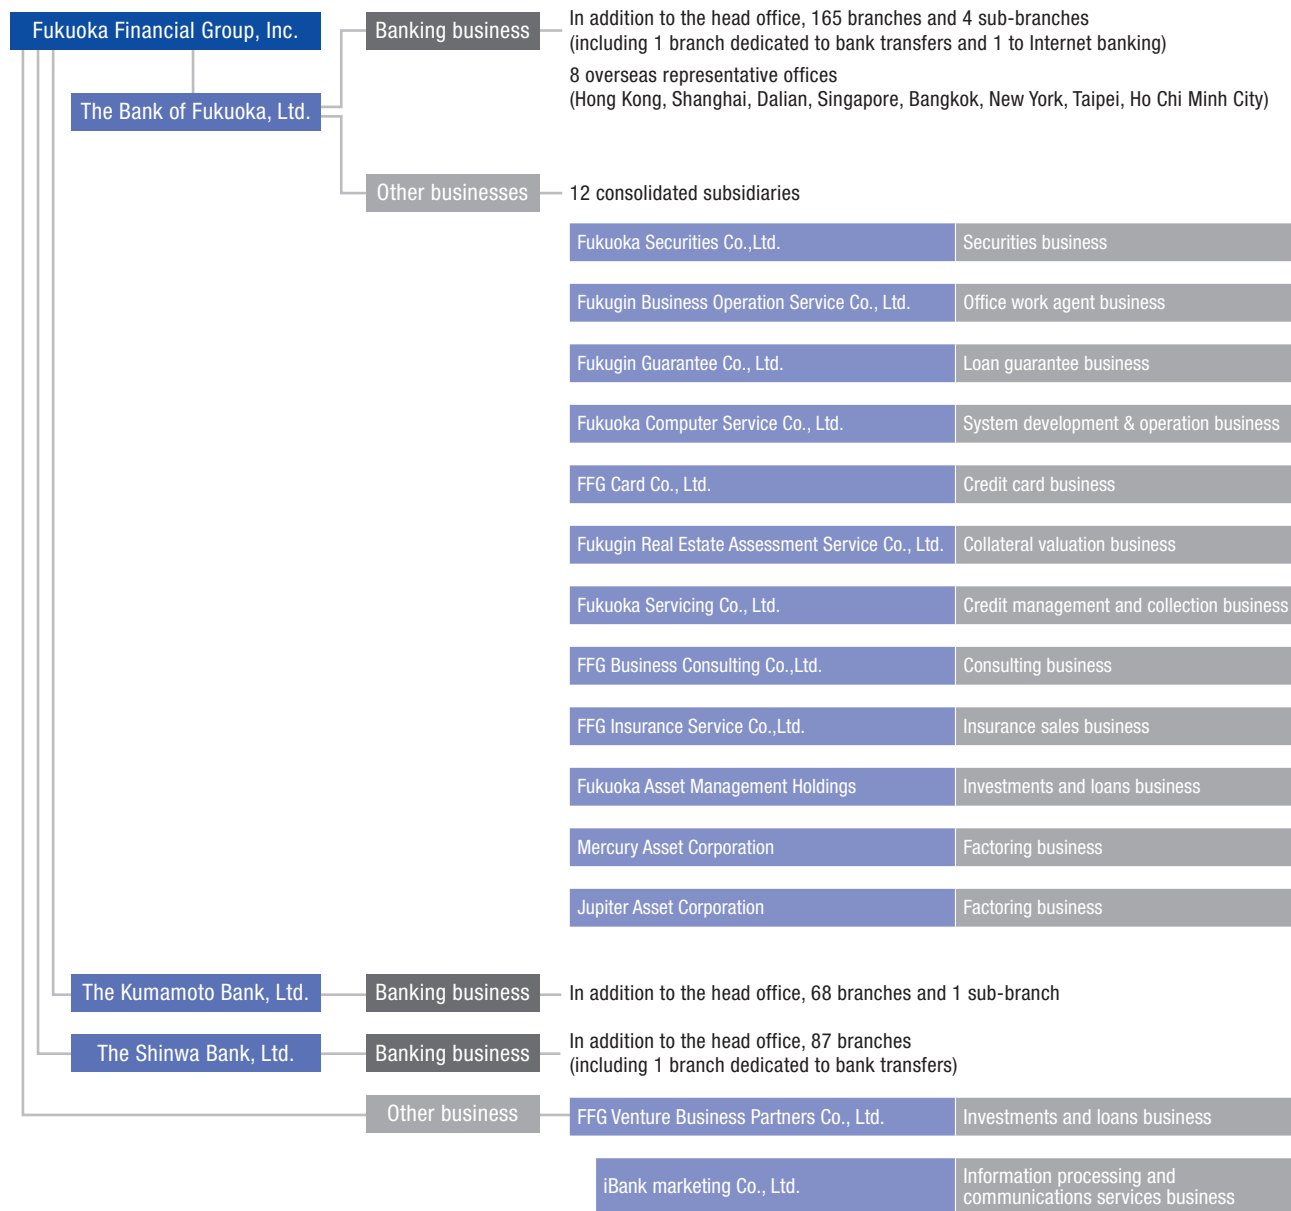 Fukuoka Financial Group, Inc.
The Bank of Fukuoka, Ltd.
Banking business
In addition to the head office, 165 branches and 4 sub-branches
(including 1 branch dedicated to bank transfers and 1 to Internet banking)
8 overseas representative offices
(Hong Kong, Shanghai, Dalian, Singapore, Bangkok, New York, Taipei, Ho Chi Minh City)
Other businesses
12 consolidated subsidiaries
Fukuoka Securities Co.,Ltd.
Securities business
Fukugin Business Operation Service Co., Ltd.
Office work agent business
Fukugin Guarantee Co., Ltd.
Loan guarantee business
Fukuoka Computer Service Co., Ltd.
System development & operation business
FFG Card Co., Ltd.
Credit card business
Fukugin Real Estate Assessment Service Co., Ltd.
Collateral valuation business
Fukuoka Servicing Co., Ltd.
Credit management and collection business
FFG Business Consulting Co.,Ltd.
Consulting business
FFG Insurance Service Co.,Ltd.
Insurance sales business
Fukuoka Asset Management Holdings
Investments and loans business
Mercury Asset Corporation
Factoring business
Jupiter Asset Corporation
Factoring business
The Kumamoto Bank, Ltd.
Banking business
In addition to the head office, 68 branches and 1 sub-branch
The Shinwa Bank, Ltd.
Banking business
In addition to the head office, 87 branches
(including 1 branch dedicated to bank transfers)
Other business
FFG Venture Business Partners Co., Ltd.
Investments and loans business
iBank marketing Co., Ltd.
Information processing and
communications services business